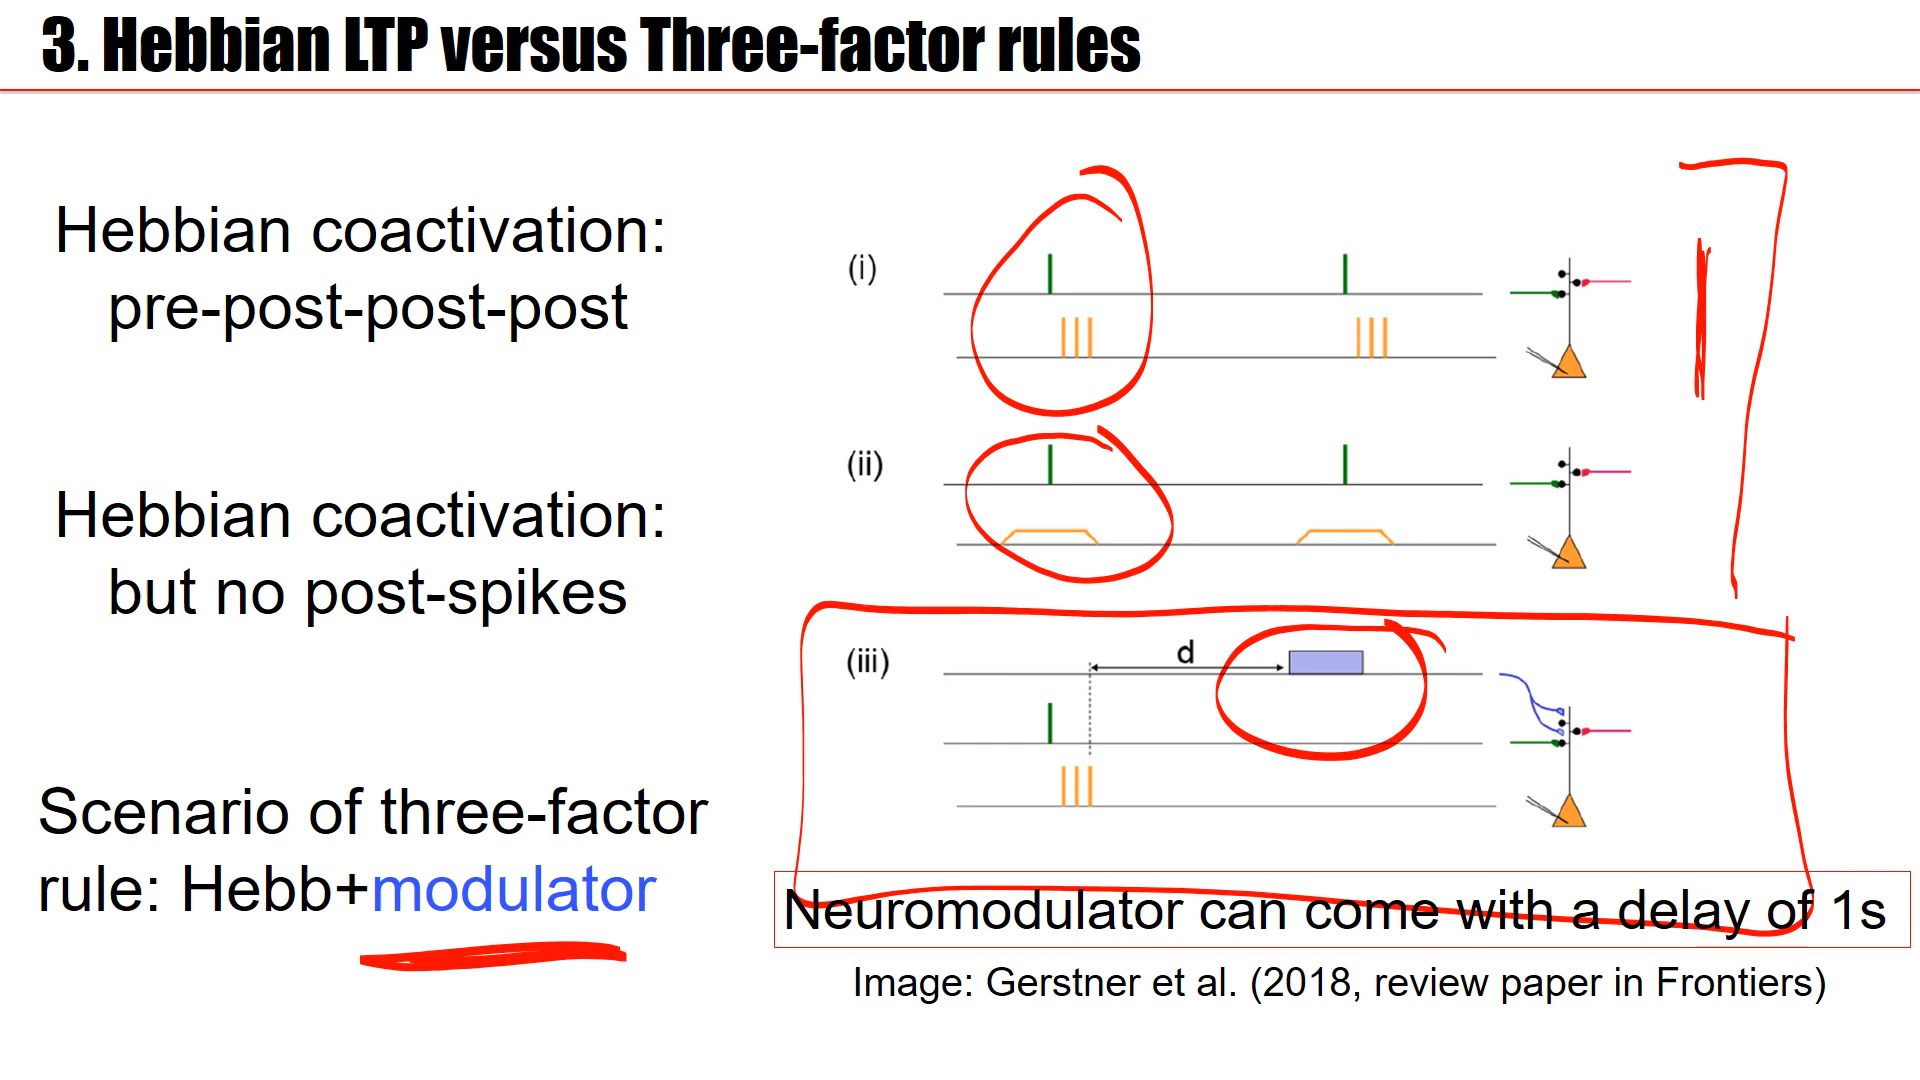 3. Hebbian LTP versus Three-factor rules
Hebbian coactivation:
pre-post-post-post
(i)
Hebbian coactivation:
but no post-spikes
(ii)
Scenario of three-factor
rule: Hebb+modulator
(iii)
d
Neuromodulator can come with a delay of 1s
Image: Gerstner et al. (2018, review paper in Frontiers)